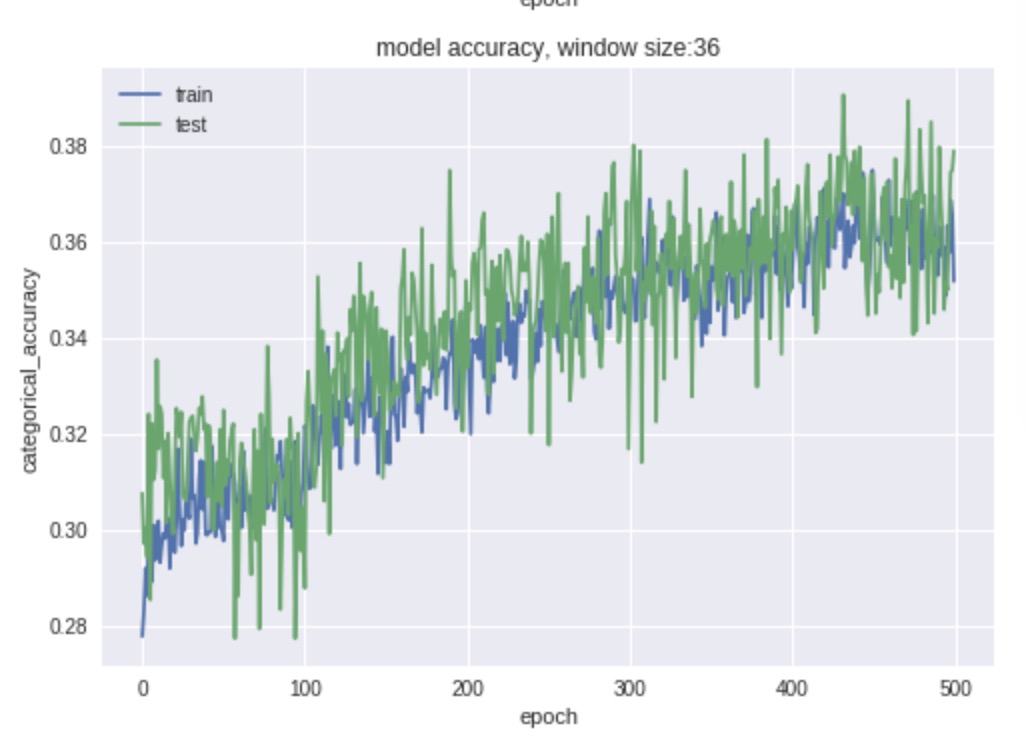 epoch
model accuracy, window size:36
train
test
categorical_accuracy
0.38
0.36
0.34
0.32
0.30
0.28
0
100
200
300
400
500
epoch